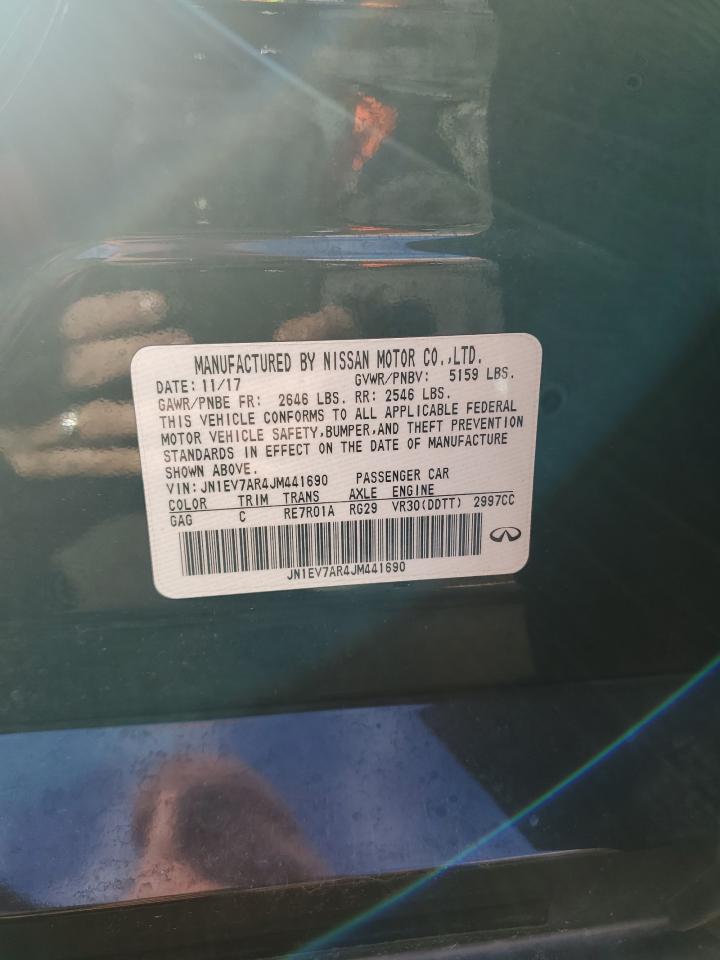 MANUFACTURED BY NISSAN MOTOR CO.,LTD.
DATE: 11/17 GVWR/PNBV: 5159 LBS.
GAWR/PNBE FR: 2646 LBS. RR: 2546 LBS.
THIS VEHICLE CONFORMS TO ALL APPLICABLE FEDERAL
MOTOR VEHICLE SAFETY,BUMPER,AND THEFT PREVENTION
STANDARDS IN EFFECT ON THE DATE OF MANUFACTURE
SHOWN ABOVE.
VIN:JN1EV7AR4JM441690 PASSENGER CAR
COLOR TRIM TRANS AXLE ENGINE
GAG C RE7R01A RG29 VR30(DDTT) 2997CC
JN1EV7AR4JM441690